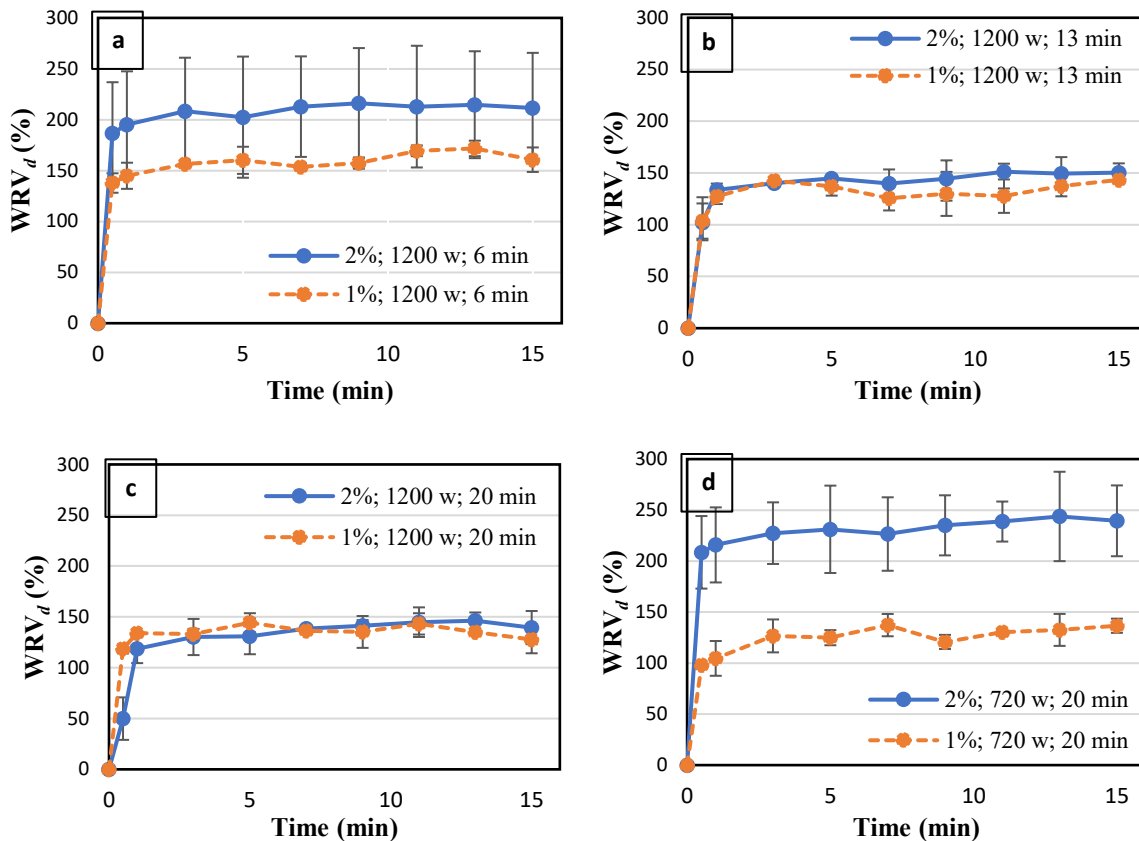 a
300
250
200
150
100
50
0
WRV_d (%)
2%; 1200 w; 6 min
1%; 1200 w; 6 min
0 5 10 15
Time (min)
b
300
250
200
150
100
50
0
WRV_d (%)
2%; 1200 w; 13 min
1%; 1200 w; 13 min
0 5 10 15
Time (min)
c
300
250
200
150
100
50
0
WRV_d (%)
2%; 1200 w; 20 min
1%; 1200 w; 20 min
0 5 10 15
Time (min)
d
300
250
200
150
100
50
0
WRV_d (%)
2%; 720 w; 20 min
1%; 720 w; 20 min
0 5 10 15
Time (min)